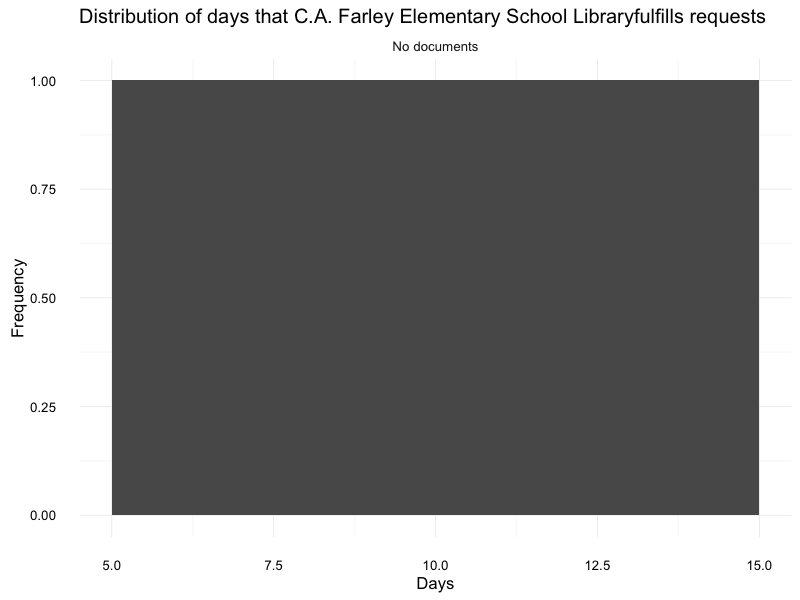 Distribution of days that C.A. Farley Elementary School Libraryfulfills requests
No documents
1.00
0.75
0.50
0.25
0.00
Frequency
5.0 7.5 10.0 12.5 15.0
Days